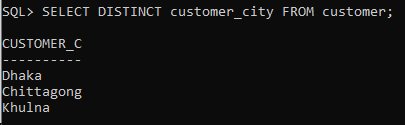 SQL> SELECT DISTINCT customer_city FROM customer;
CUSTOMER_C
----------
Dhaka
Chittagong
Khulna